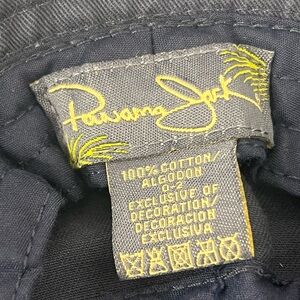 Panama Jack
100% COTTON/
ALGODON
0-2
EXCLUSIVE OF
DECORATION/
DECORACION
EXCLUSIVA